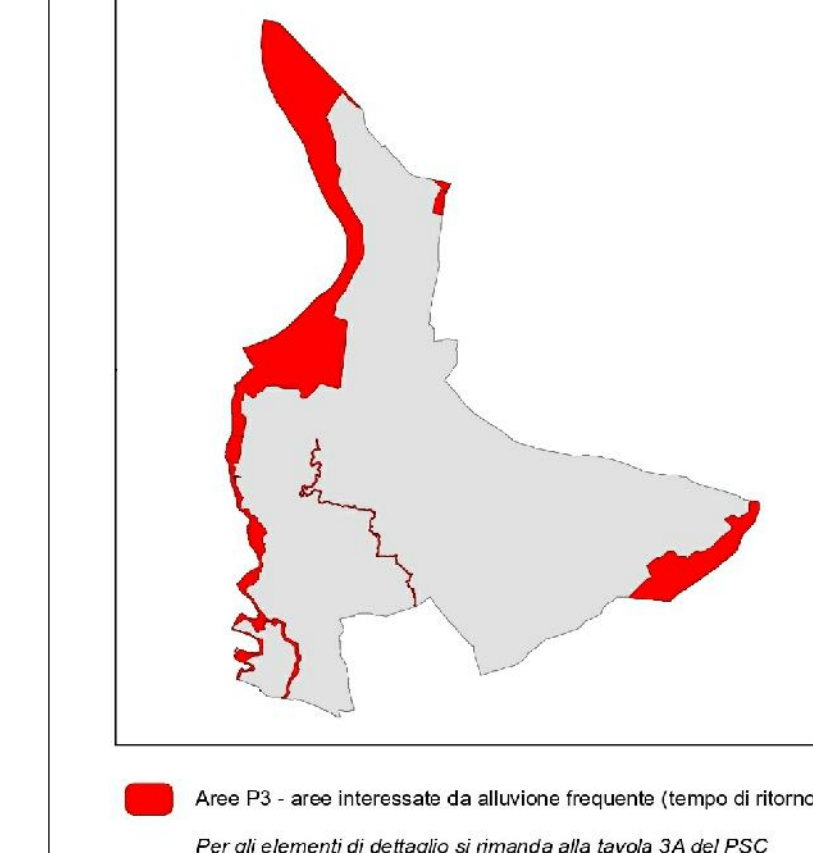 Aree P3 - aree interessate da alluvione frequente (tempo di ritorno
Per gli elementi di dettaglio si rimanda alla tavola 3A del PSC